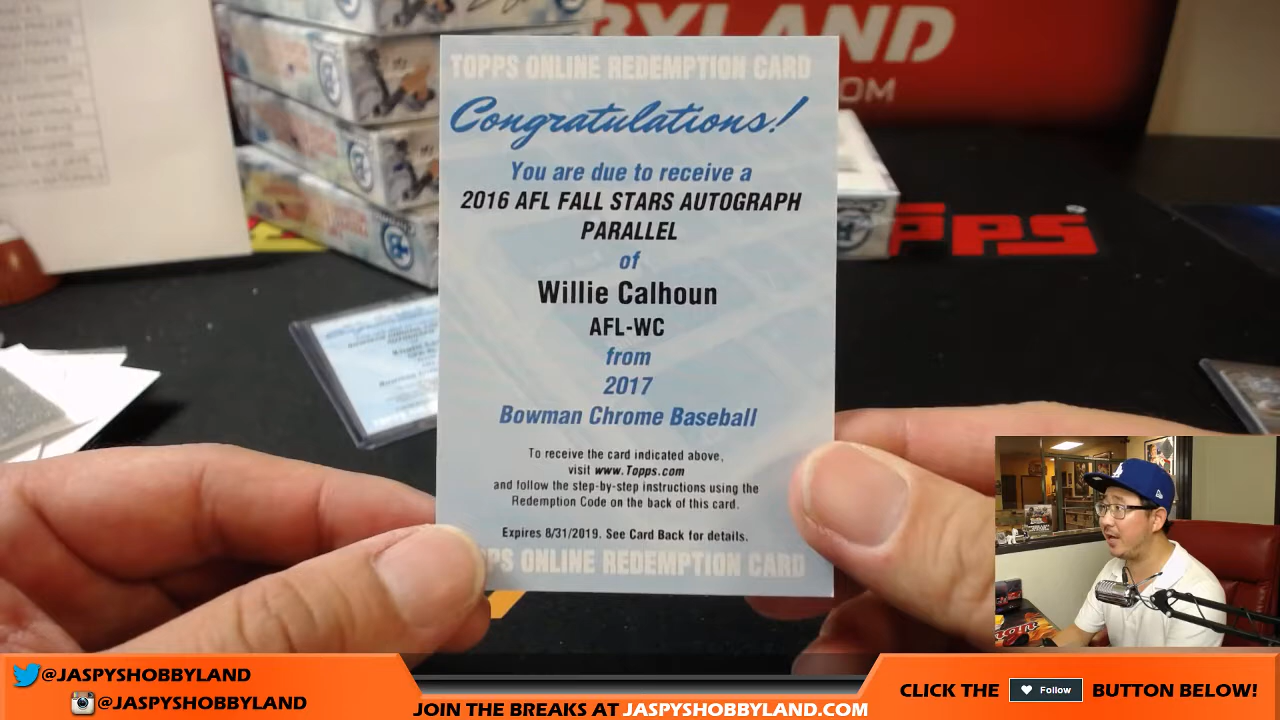 BYLAND
.COM
TOPPS
TOPPS ONLINE REDEMPTION CARD
Congratulations!
You are due to receive a
2016 AFL FALL STARS AUTOGRAPH
PARALLEL
of
Willie Calhoun
AFL-WC
from
2017
Bowman Chrome Baseball
To receive the card indicated above,
visit www.Topps.com
and follow the step-by-step instructions using the
Redemption Code on the back of this card.
Expires 8/31/2019. See Card Back for details.
PS ONLINE REDEMPTION CARD
@JASPYSHOBBYLAND
@JASPYSHOBBYLAND
JOIN THE BREAKS AT JASPYSHOBBYLAND.COM
CLICK THE Follow BUTTON BELOW!